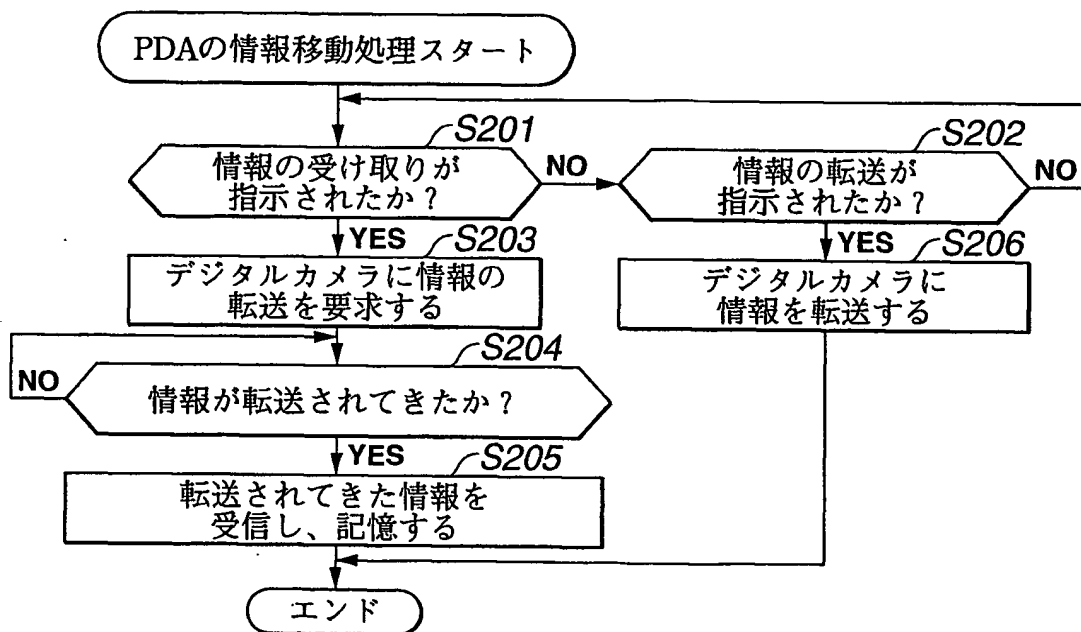 PDAの情報移動処理スタート
S201
情報の受け取りが
指示されたか？
NO
S202
情報の転送が
指示されたか？
NO
YES
S203
デジタルカメラに情報の
転送を要求する
YES
S206
デジタルカメラに
情報を転送する
S204
情報が転送されてきたか？
NO
YES
S205
転送されてきた情報を
受信し、記憶する
エンド